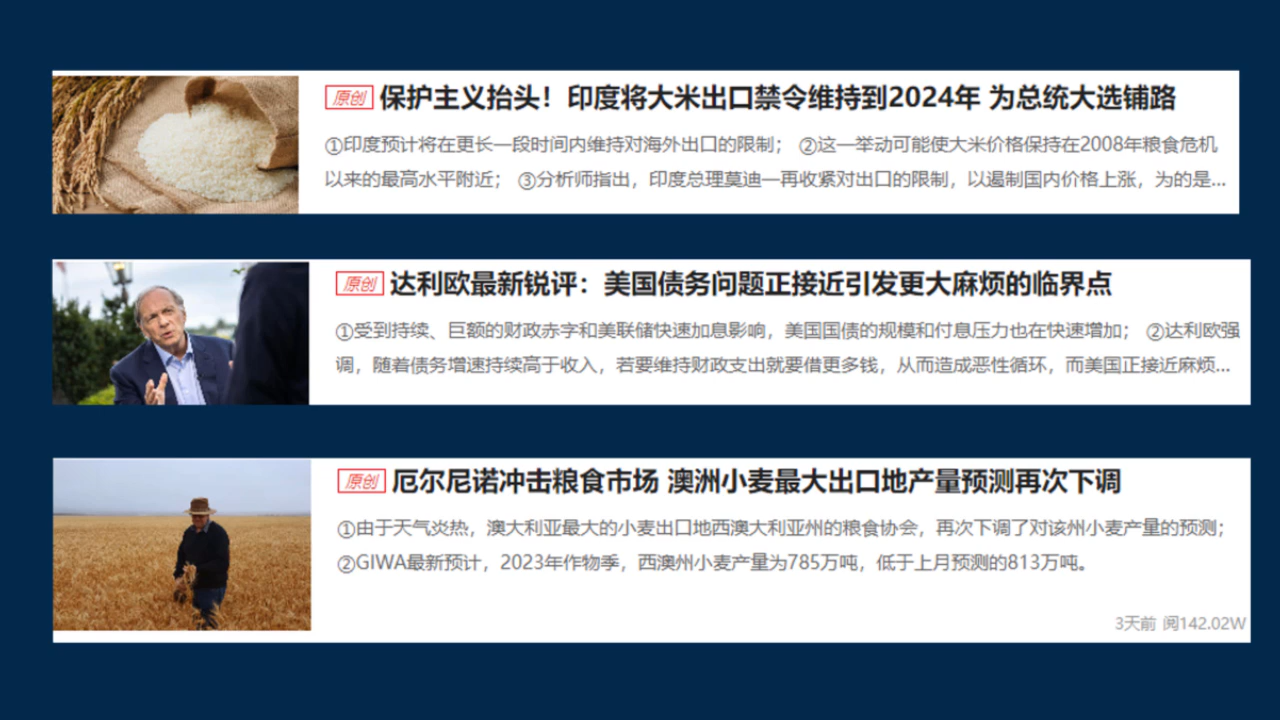 原创 保护主义抬头！印度将大米出口禁令维持到2024年 为总统大选铺路
①印度预计将在更长一段时间内维持对海外出口的限制； ②这一举动可能使大米价格保持在2008年粮食危机
以来的最高水平附近； ③分析师指出，印度总理莫迪一再收紧对出口的限制，以遏制国内价格上涨，为的是...
原创 达利欧最新锐评：美国债务问题正接近引发更大麻烦的临界点
①受到持续、巨额的财政赤字和美联储快速加息影响，美国国债的规模和付息压力也在快速增加； ②达利欧强
调，随着债务增速持续高于收入，若要维持财政支出就要借更多钱，从而造成恶性循环，而美国正接近麻烦...
原创 厄尔尼诺冲击粮食市场 澳洲小麦最大出口地产量预测再次下调
①由于天气炎热，澳大利亚最大的小麦出口地西澳大利亚州的粮食协会，再次下调了对该州小麦产量的预测；
②GIWA最新预计，2023年作物季，西澳州小麦产量为785万吨，低于上月预测的813万吨。
3天前 阅142.02W